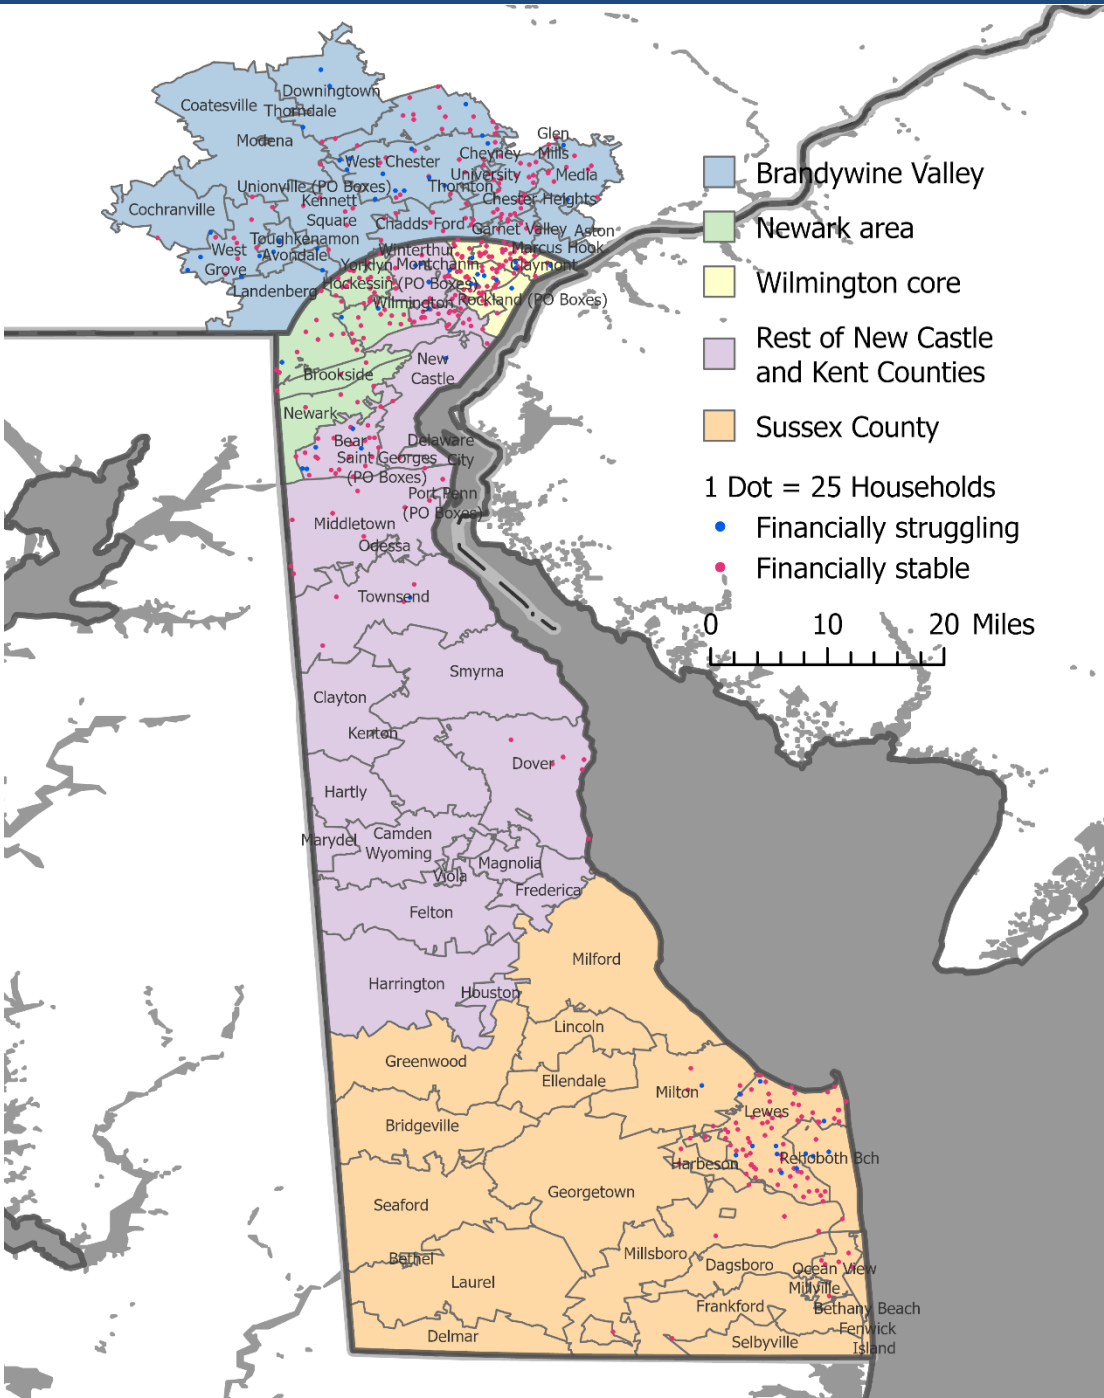 Downingtown
Coatesville
Thorndale
Modena
Glen
Mills
Cheyney
University
West Chester
Media
Unionville (PO Boxes)
Thornton
Kennett
Square
Chester Heights
Cochranville
Chadds Ford
Garnet Valley
Aston
Toughkenamon
West
Grove
Avondale
Winterthur
Marcus Hook
Yorklyn
Montchanin
Claymont
Landenberg
Hockessin
(PO Boxes)
Wilmington
Rockland (PO Boxes)
New
Castle
Brookside
Newark
Bear
Delaware
City
Saint Georges
(PO Boxes)
Port Penn
(PO Boxes)
Middletown
Odessa
Townsend
Smyrna
Clayton
Kenton
Dover
Hartly
Marydel
Camden
Wyoming
Magnolia
Viola
Frederica
Felton
Milford
Harrington
Houston
Lincoln
Greenwood
Ellendale
Milton
Lewes
Bridgeville
Harbeson
Rehoboth Bch
Georgetown
Seaford
Millsboro
Bethel
Dagsboro
Ocean View
Laurel
Millville
Frankford
Bethany Beach
Delmar
Selbyville
Fenwick
Island
Brandywine Valley
Newark area
Wilmington core
Rest of New Castle
and Kent Counties
Sussex County
1 Dot = 25 Households
Financially struggling
Financially stable
0 10 20 Miles